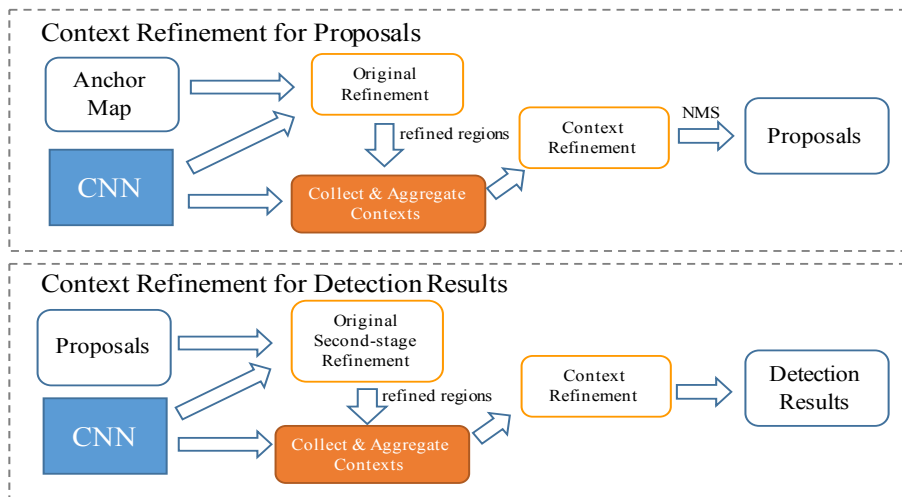 Context Refinement for Proposals
Anchor
Map
Original
Refinement
CNN
refined regions
Collect & Aggregate
Contexts
Context
Refinement
NMS
Proposals
Context Refinement for Detection Results
Proposals
Original
Second-stage
Refinement
CNN
refined regions
Collect & Aggregate
Contexts
Context
Refinement
Detection
Results